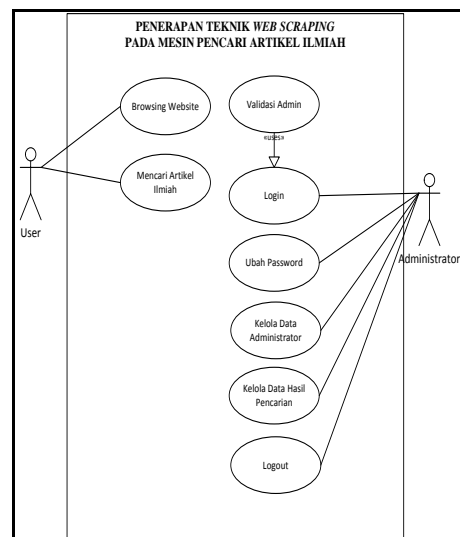 PENERAPAN TEKNIK WEB SCRAPING
PADA MESIN PENCARI ARTIKEL ILMIAH
Browsing Website
Validasi Admin
«uses»
Mencari Artikel
Ilmiah
Login
User
Administrator
Ubah Password
Kelola Data
Administrator
Kelola Data Hasil
Pencarian
Logout